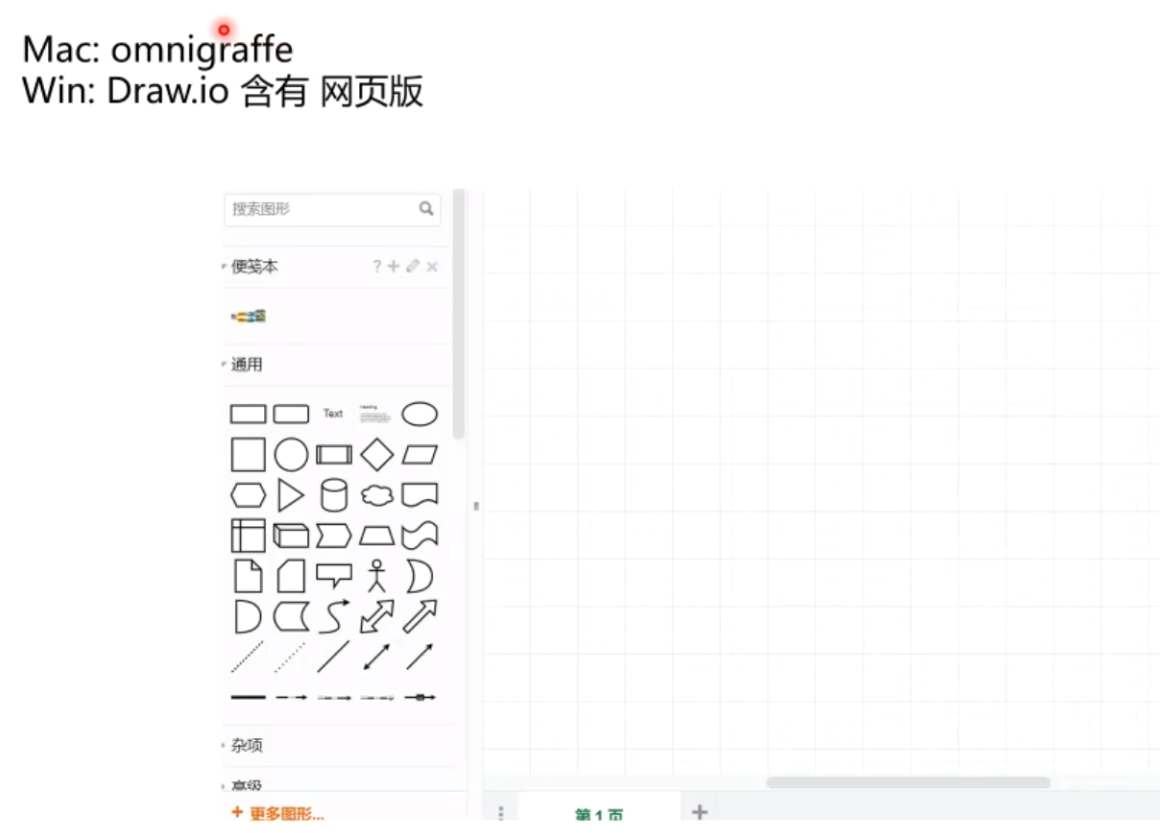 Mac: omnigraffe
Win: Draw.io 含有 网页版
搜索图形
便笺本
?
通用
Text
Heading
杂项
高级
+ 更多图形...
第1页